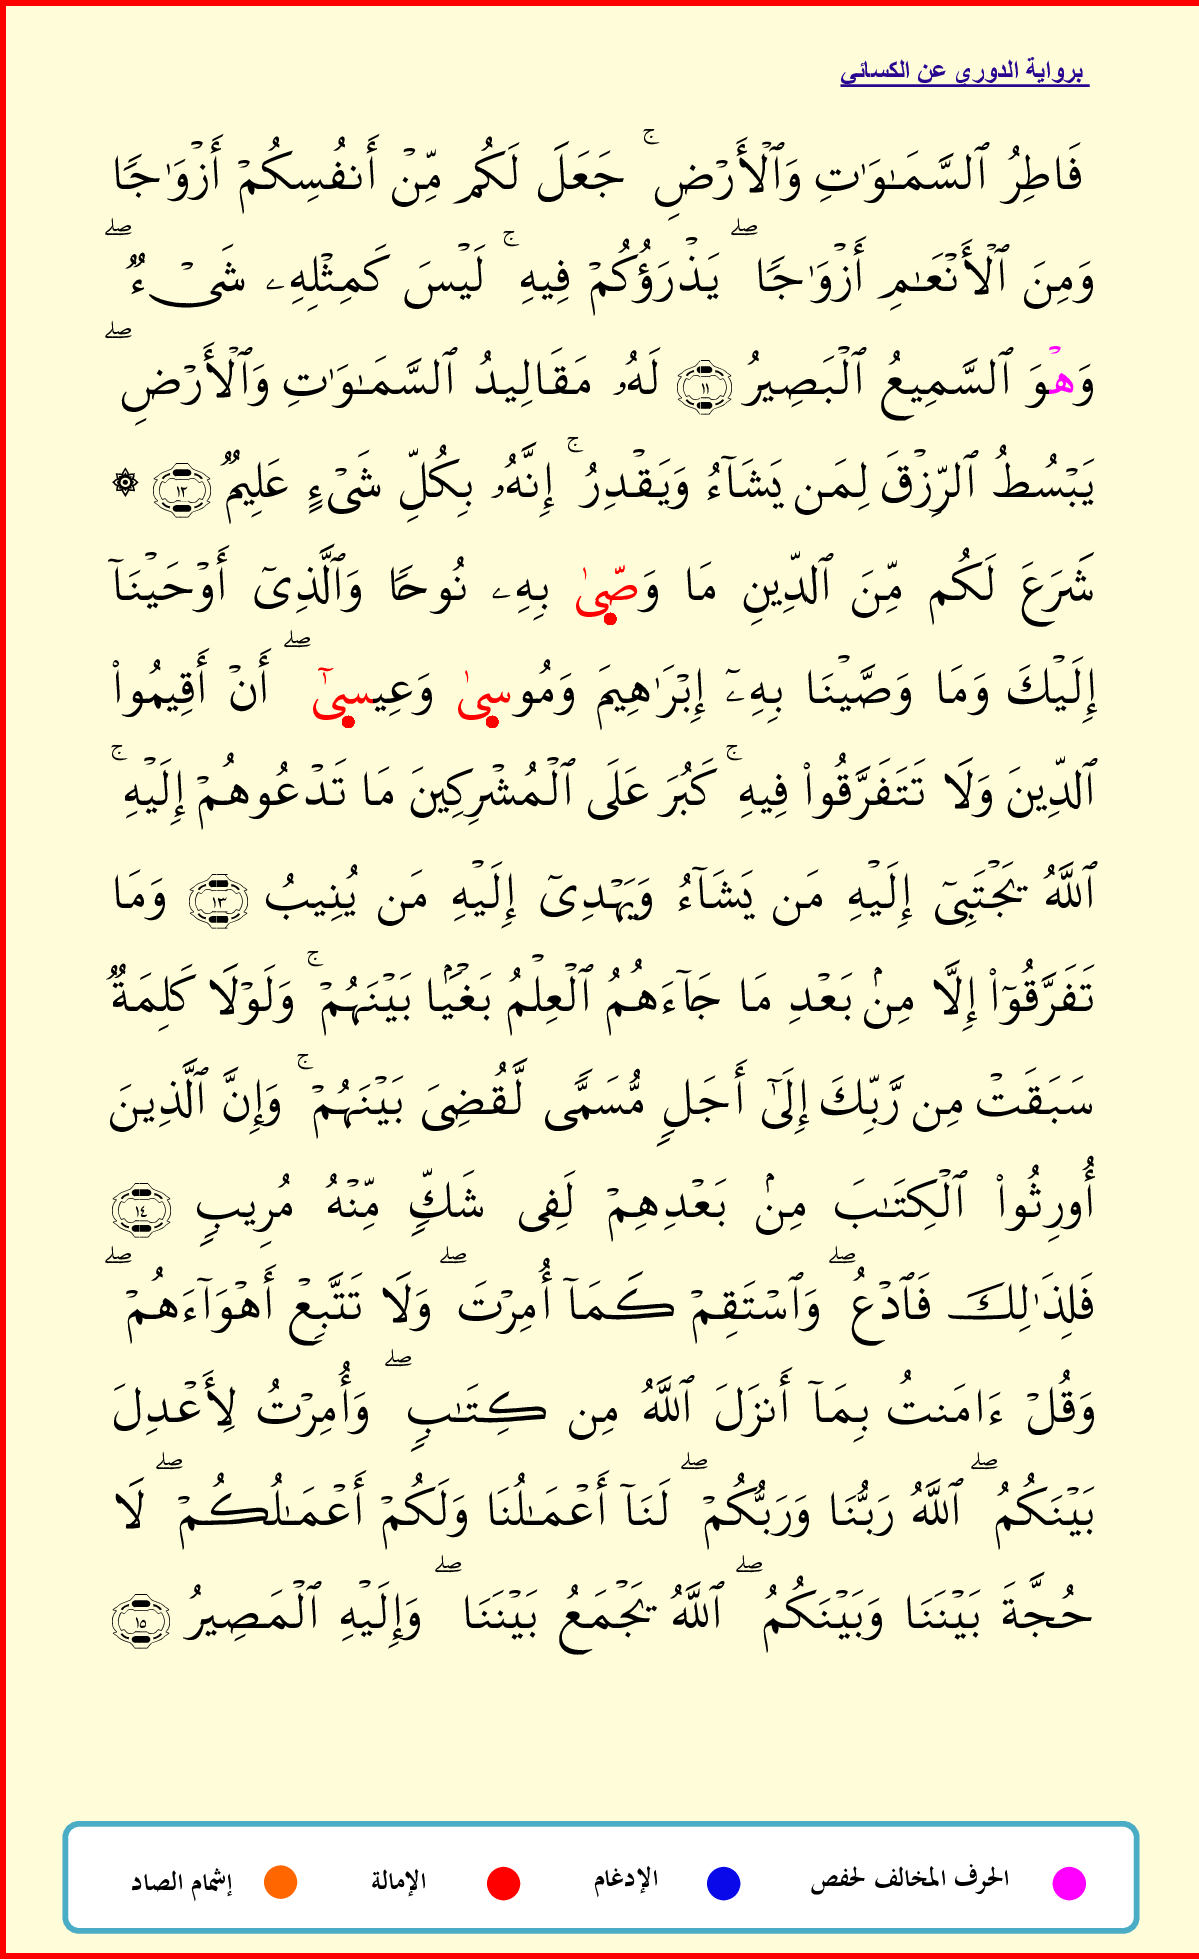 برواية الدوري عن الكسائي
فَاطِرُ ٱلسَّمَـٰوَٰتِ وَٱلۡأَرۡضِۚ جَعَلَ لَكُم مِّنۡ أَنفُسِكُمۡ أَزۡوَٰجًا
وَمِنَ ٱلۡأَنۡعَـٰمِ أَزۡوَٰجًاۖ يَذۡرَؤُكُمۡ فِيهِۚ لَيۡسَ كَمِثۡلِهِۦ شَىۡءٌۖ
وَهۡوَ ٱلسَّمِيعُ ٱلۡبَصِيرُ ١١ لَهُۥ مَقَالِيدُ ٱلسَّمَـٰوَٰتِ وَٱلۡأَرۡضِۖ
يَبۡسُطُ ٱلرِّزۡقَ لِمَن يَشَآءُ وَيَقۡدِرُۚ إِنَّهُۥ بِكُلِّ شَىۡءٍ عَلِيمٌ ١٢ ۞
شَرَعَ لَكُم مِّنَ ٱلدِّينِ مَا وَصّىٰ بِهِۦ نُوحًا وَٱلَّذِىٓ أَوۡحَيۡنَآ
إِلَيۡكَ وَمَا وَصَّيۡنَا بِهِۦٓ إِبۡرَٰهِيمَ وَمُوسىٰ وَعِيسىٰٓۖ أَنۡ أَقِيمُوا۟
ٱلدِّينَ وَلَا تَتَفَرَّقُوا۟ فِيهِۚ كَبُرَ عَلَى ٱلۡمُشۡرِكِينَ مَا تَدۡعُوهُمۡ إِلَيۡهِۚ
ٱللَّهُ يَجۡتَبِىٓ إِلَيۡهِ مَن يَشَآءُ وَيَهۡدِىٓ إِلَيۡهِ مَن يُنِيبُ ١٣ وَمَا
تَفَرَّقُوٓا۟ إِلَّا مِنۢ بَعۡدِ مَا جَآءَهُمُ ٱلۡعِلۡمُ بَغۡيَۢا بَيۡنَهُمۡۚ وَلَوۡلَا كَلِمَةٌ
سَبَقَتۡ مِن رَّبِّكَ إِلَىٰٓ أَجَلٍ مُّسَمًّى لَّقُضِىَ بَيۡنَهُمۡۚ وَإِنَّ ٱلَّذِينَ
أُورِثُوا۟ ٱلۡكِتَـٰبَ مِنۢ بَعۡدِهِمۡ لَفِى شَكٍّ مِّنۡهُ مُرِيبٍ ١٤
فَلِذَٰلِكَ فَٱدۡعُۖ وَٱسۡتَقِمۡ كَمَآ أُمِرۡتَۖ وَلَا تَتَّبِعۡ أَهۡوَآءَهُمۡۖ
وَقُلۡ ءَامَنتُ بِمَآ أَنزَلَ ٱللَّهُ مِن كِتَـٰبٍۖ وَأُمِرۡتُ لِأَعۡدِلَ
بَيۡنَكُمُۖ ٱللَّهُ رَبُّنَا وَرَبُّكُمۡۖ لَنَآ أَعۡمَـٰلُنَا وَلَكُمۡ أَعۡمَـٰلُكُمۡۖ لَا
حُجَّةَ بَيۡنَنَا وَبَيۡنَكُمُۖ ٱللَّهُ يَجۡمَعُ بَيۡنَنَاۖ وَإِلَيۡهِ ٱلۡمَصِيرُ ١٥
الحرف المخالف لحفص الإدغام الإمالة إشمام الصاد